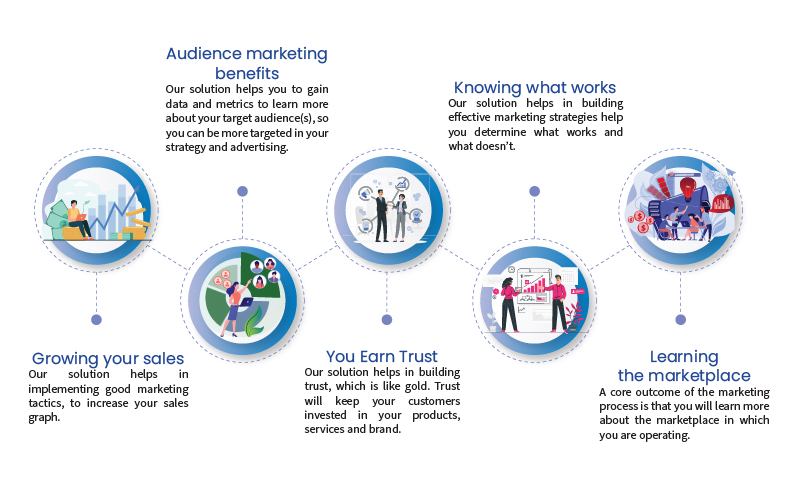 Audience marketing
benefits
Our solution helps you to gain
data and metrics to learn more
about your target audience(s), so
you can be more targeted in your
strategy and advertising.
Knowing what works
Our solution helps in building
effective marketing strategies help
you determine what works and
what doesn't.
Growing your sales
Our solution helps in
implementing good marketing
tactics, to increase your sales
graph.
You Earn Trust
Our solution helps in building
trust, which is like gold. Trust
will keep your customers
invested in your products,
services and brand.
Learning
the marketplace
A core outcome of the marketing
process is that you will learn more
about the marketplace in which
you are operating.